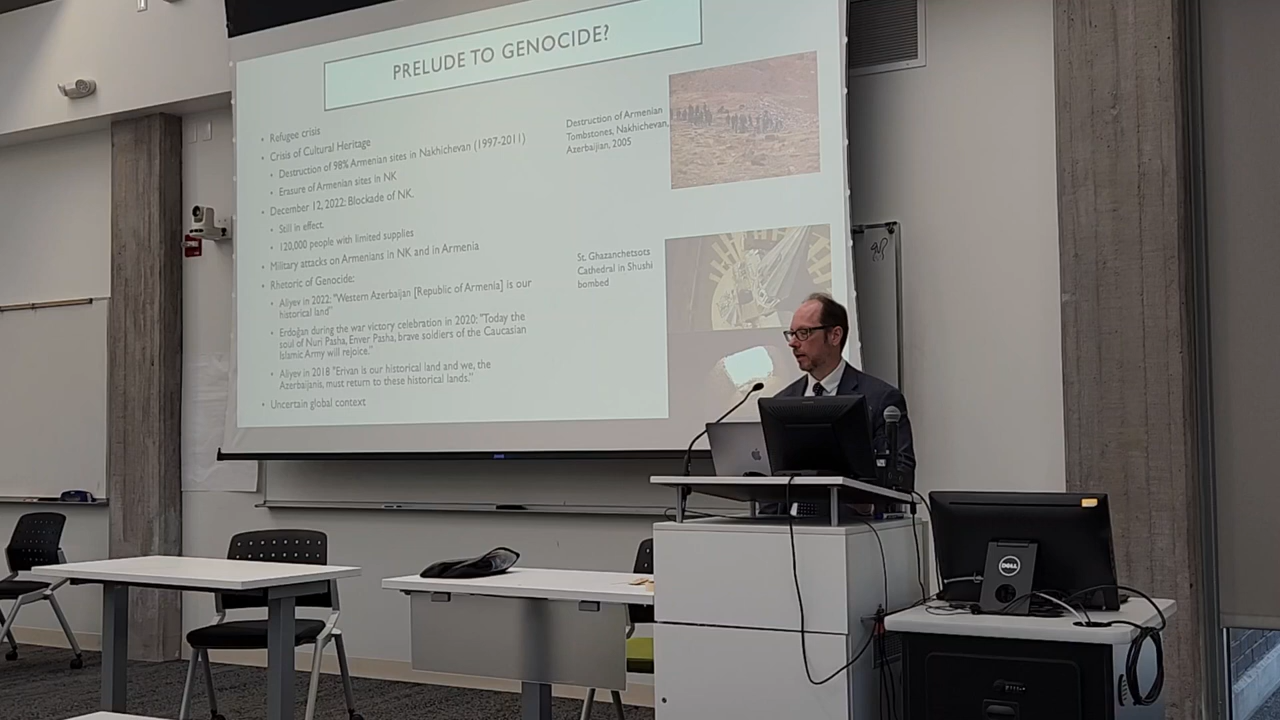 PRELUDE TO GENOCIDE?
• Refugee crisis
• Crisis of Cultural Heritage
• Destruction of 98% Armenian sites in Nakhichevan (1997-2011)
• Erasure of Armenian sites in NK
• December 12, 2022: Blockade of NK.
• Still in effect.
• 120,000 people with limited supplies
• Military attacks on Armenians in NK and in Armenia
• Rhetoric of Genocide:
• Aliyev in 2022: "Western Azerbaijan [Republic of Armenia] is our
historical land"
• Erdoğan during the war victory celebration in 2020: "Today the
soul of Nuri Pasha, Enver Pasha, brave soldiers of the Caucasian
Islamic Army will rejoice."
• Aliyev in 2018 "Erivan is our historical land and we, the
Azerbaijanis, must return to these historical lands."
• Uncertain global context
Destruction of Armenian
Tombstones, Nakhichevan,
Azerbaijan, 2005
St. Ghazanchetsots
Cathedral in Shushi
bombed
DELL